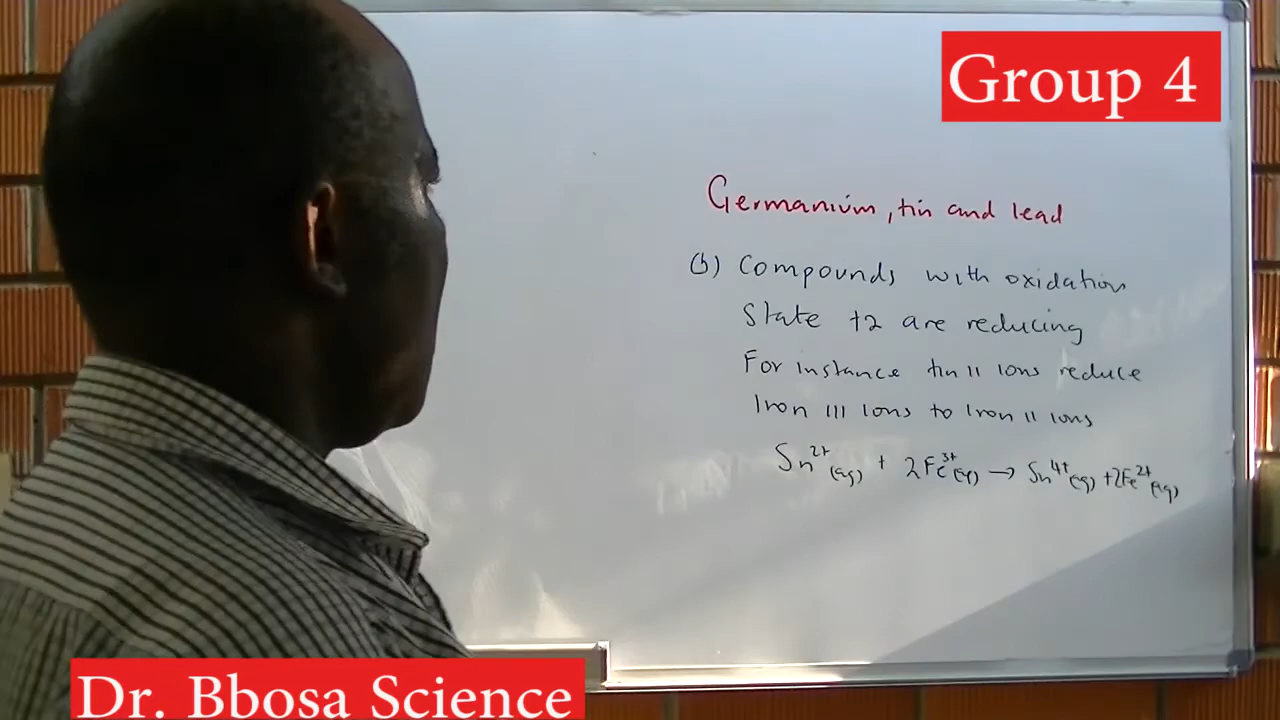 Group 4
Germanium, tin and lead
(b) Compounds with oxidation
State +2 are reducing
For instance tin II Ions reduce
Iron III Ions to Iron II Ions
Sn²⁺(aq) + 2Fe³⁺(aq) → Sn⁴⁺(aq) + 2Fe²⁺(aq)
Dr. Bbosa Science